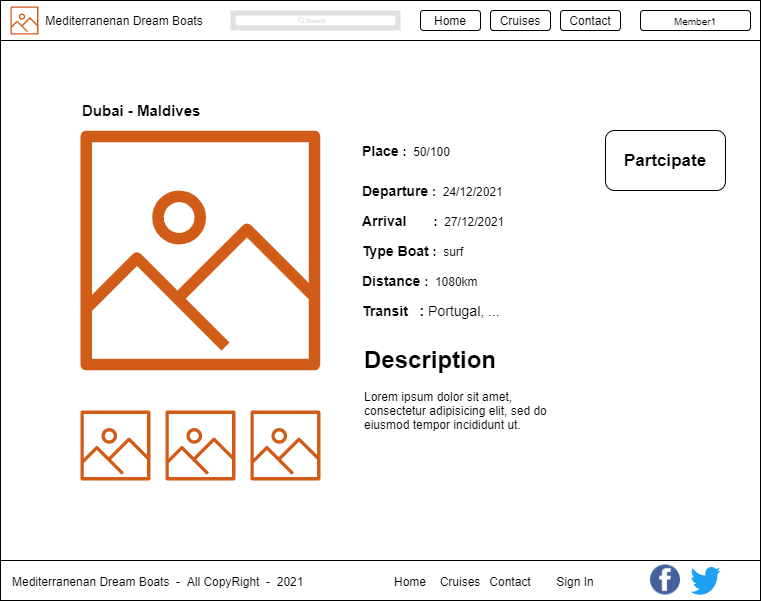 Mediterranenan Dream Boats
Search
Home
Cruises
Contact
Member1
Dubai - Maldives
Place : 50/100
Partcipate
Departure : 24/12/2021
Arrival : 27/12/2021
Type Boat : surf
Distance : 1080km
Transit : Portugal, ...
Description
Lorem ipsum dolor sit amet,
consectetur adipisicing elit, sed do
eiusmod tempor incididunt ut.
Mediterranenan Dream Boats - All CopyRight - 2021
Home
Cruises
Contact
Sign In